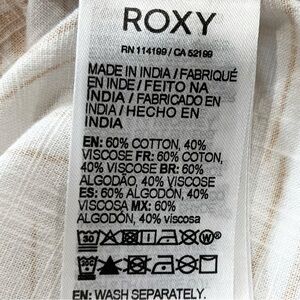 ROXY
RN 114199 / CA 52199
MADE IN INDIA / FABRIQUÉ
EN INDE / FEITO NA
INDIA / FABRICADO EN
INDIA / HECHO EN
INDIA
EN: 60% COTTON, 40%
VISCOSE FR: 60% COTON,
40% VISCOSE BR: 60%
ALGODÃO, 40% VISCOSE
ES: 60% ALGODÓN, 40%
VISCOSA MX: 60%
ALGODÓN, 40% viscosa
30 W
EN: WASH SEPARATELY.